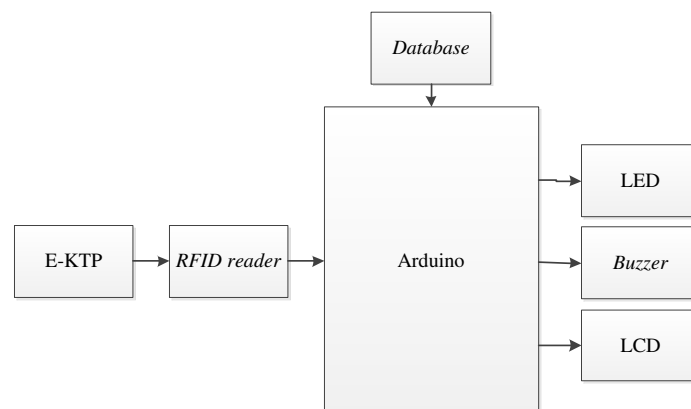 Database
E-KTP
RFID reader
Arduino
LED
Buzzer
LCD